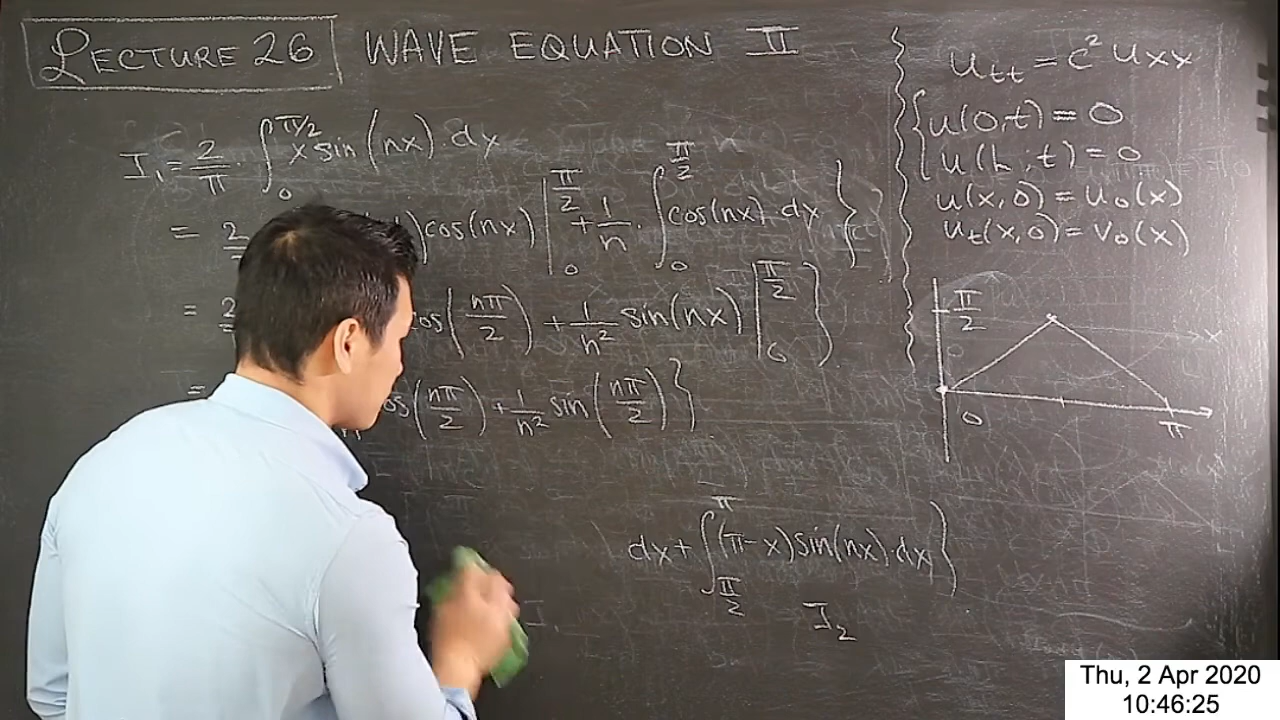 LECTURE 26 WAVE EQUATION II
I₁ = 2/π · ∫₀^{π/2} x sin(nx) · dx
= 2 )cos(nx) |₀^{π/2} + 1/n · ∫₀^{π/2} cos(nx) · dx }
= 2 os(nπ/2) + 1/n² sin(nx) |₀^{π/2} }
= os(nπ/2) + 1/n² sin(nπ/2) }
dx + ∫_{π/2}^{π} (π - x) sin(nx) · dx }
I₂
u_tt = c² u_xx
{ u(0,t) = 0
u(L,t) = 0
u(x,0) = u₀(x)
u_t(x,0) = v₀(x)
π/2
0 π
Thu, 2 Apr 2020
10:46:25